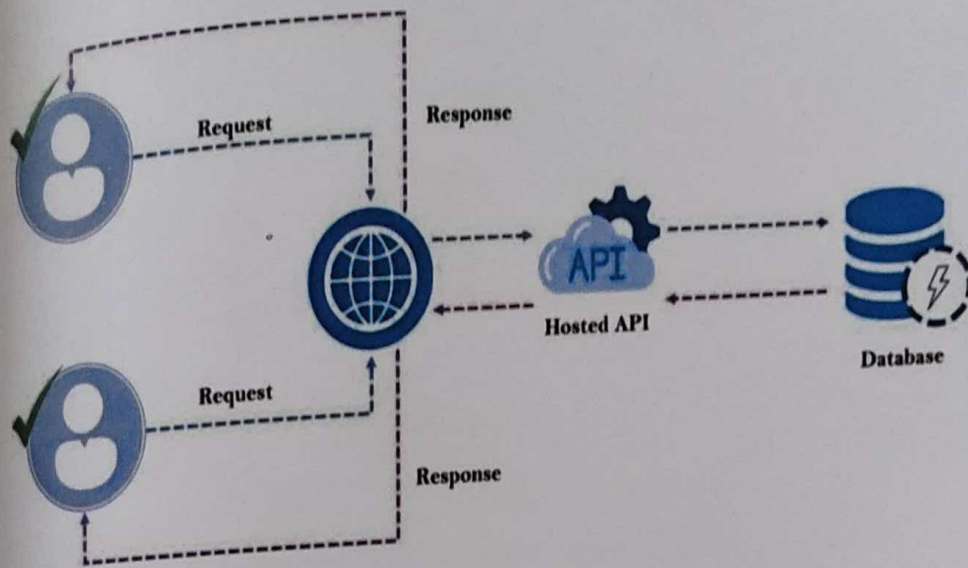 Response
Request
API
Hosted API
Database
Request
Response